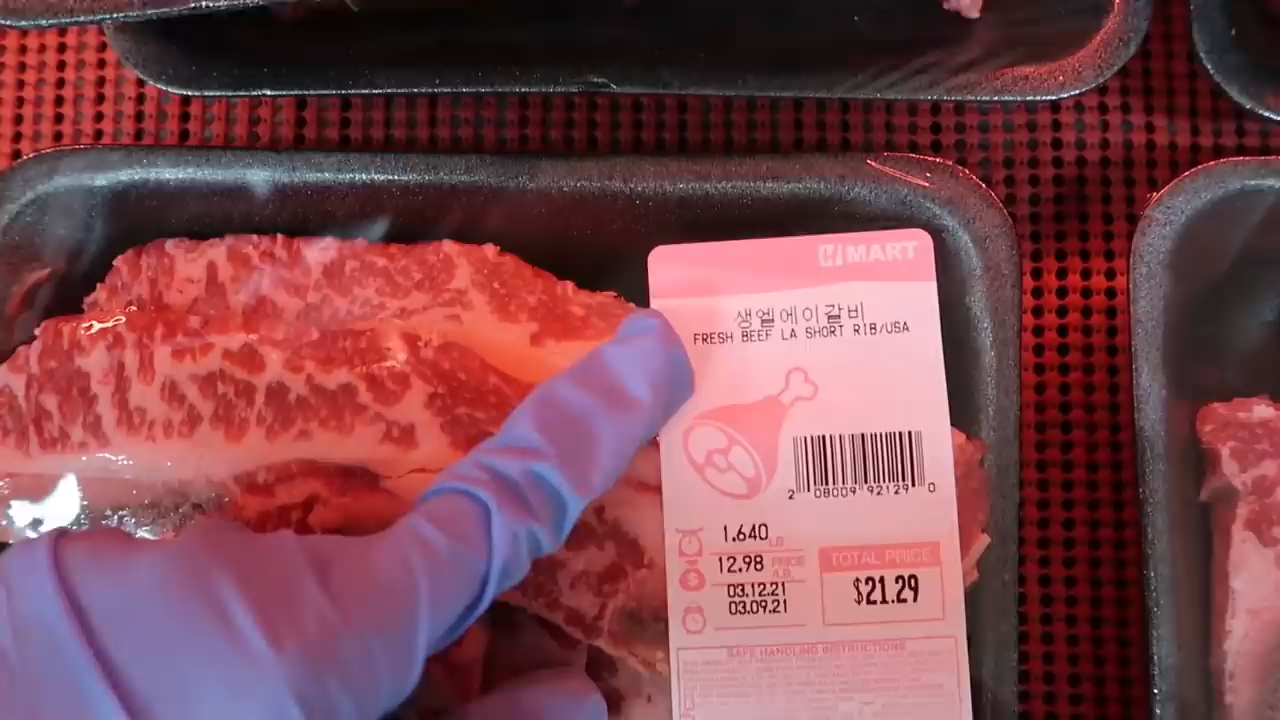 H MART
생엘에이갈비
FRESH BEEF LA SHORT RIB/USA
2 08009 92129 0
1.640 LB
12.98 PRICE /LB.
03.12.21
03.09.21
TOTAL PRICE
$21.29
SAFE HANDLING INSTRUCTIONS